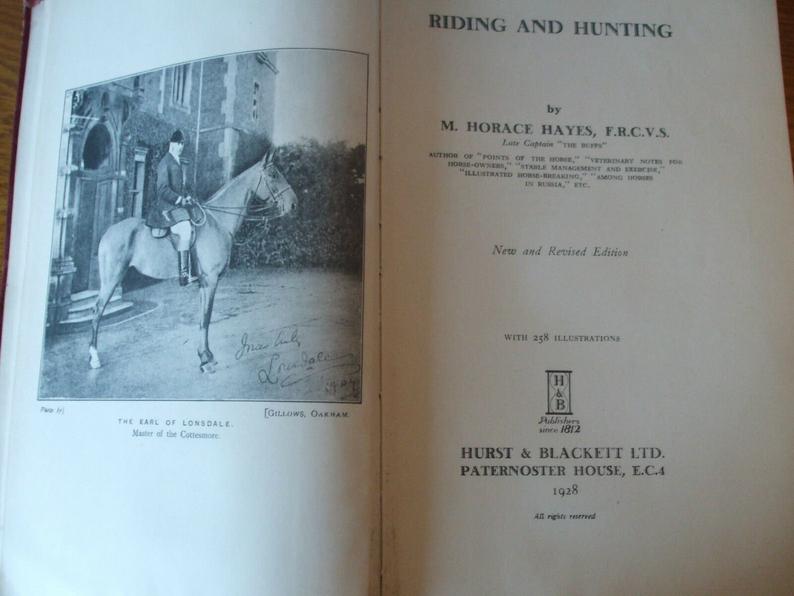 Yours truly
Lonsdale
1904
Photo by]
[GILLOWS, OAKHAM.
THE EARL OF LONSDALE.
Master of the Cottesmore.
RIDING AND HUNTING
by
M. HORACE HAYES, F.R.C.V.S.
Late Captain "THE BUFFS"
AUTHOR OF "POINTS OF THE HORSE," "VETERINARY NOTES FOR
HORSE-OWNERS," "STABLE MANAGEMENT AND EXERCISE,"
"ILLUSTRATED HORSE-BREAKING," "AMONG HORSES
IN RUSSIA," ETC.
New and Revised Edition
WITH 258 ILLUSTRATIONS
H
&
B
Publishers
since 1812
HURST & BLACKETT LTD.
PATERNOSTER HOUSE, E.C.4
1928
All rights reserved